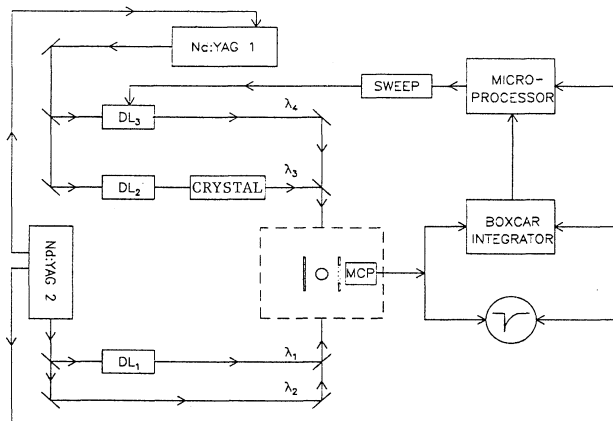 Nd:YAG 1
SWEEP
MICRO-
PROCESSOR
DL3
λ4
DL2
CRYSTAL
λ3
BOXCAR
INTEGRATOR
Nd:YAG 2
MCP
DL1
λ1
λ2